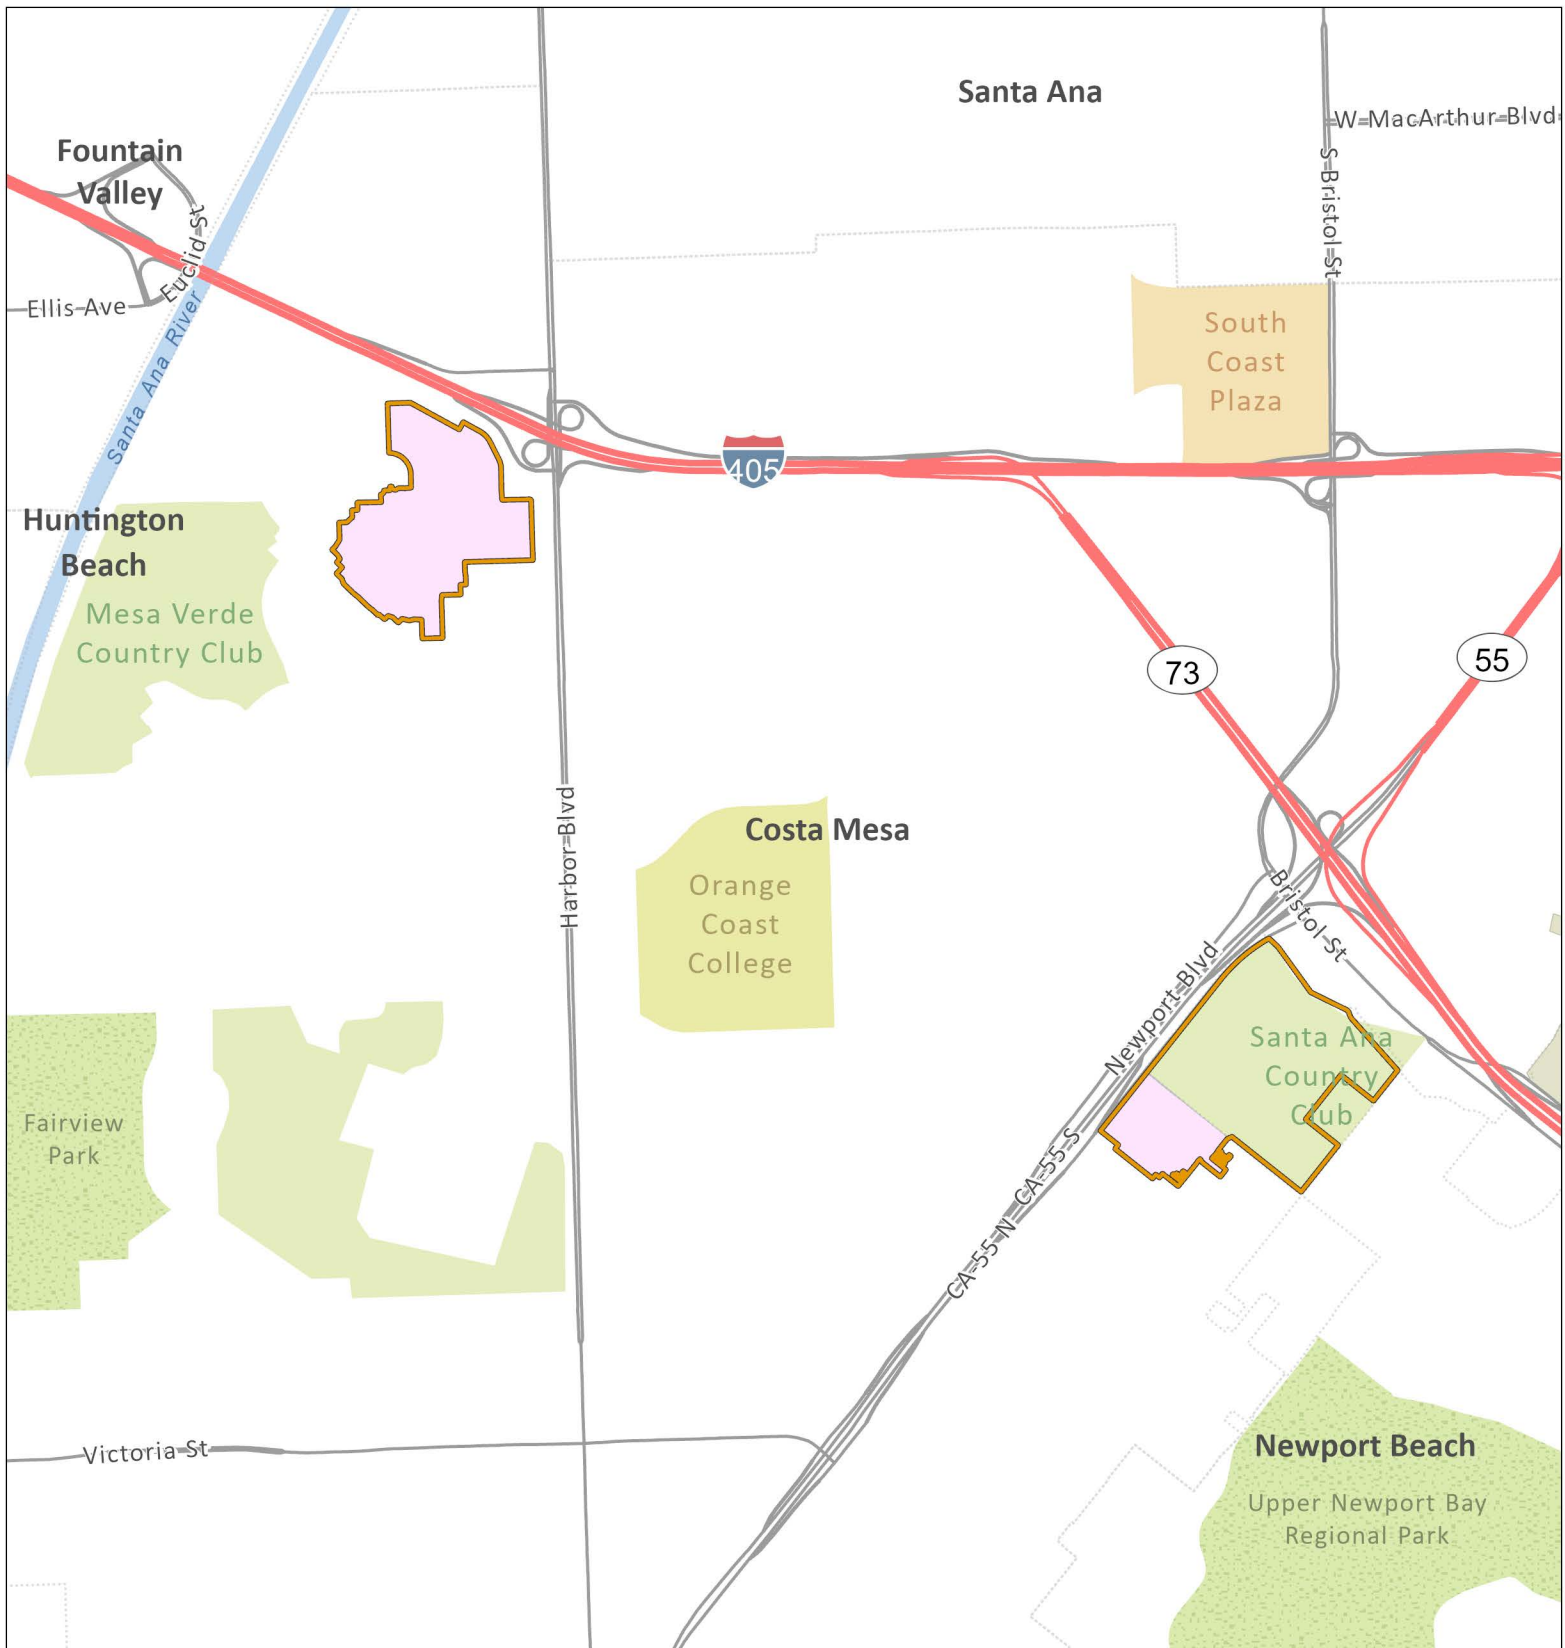 Santa Ana
W MacArthur Blvd
Fountain
Valley
S Bristol St
Euclid St
Ellis Ave
Santa Ana River
South
Coast
Plaza
405
Huntington
Beach
Mesa Verde
Country Club
73
55
Harbor Blvd
Costa Mesa
Orange
Coast
College
Bristol St
Newport Blvd
Santa Ana
Country
Club
Fairview
Park
CA-55 S
CA-55 N
Victoria St
Newport Beach
Upper Newport Bay
Regional Park